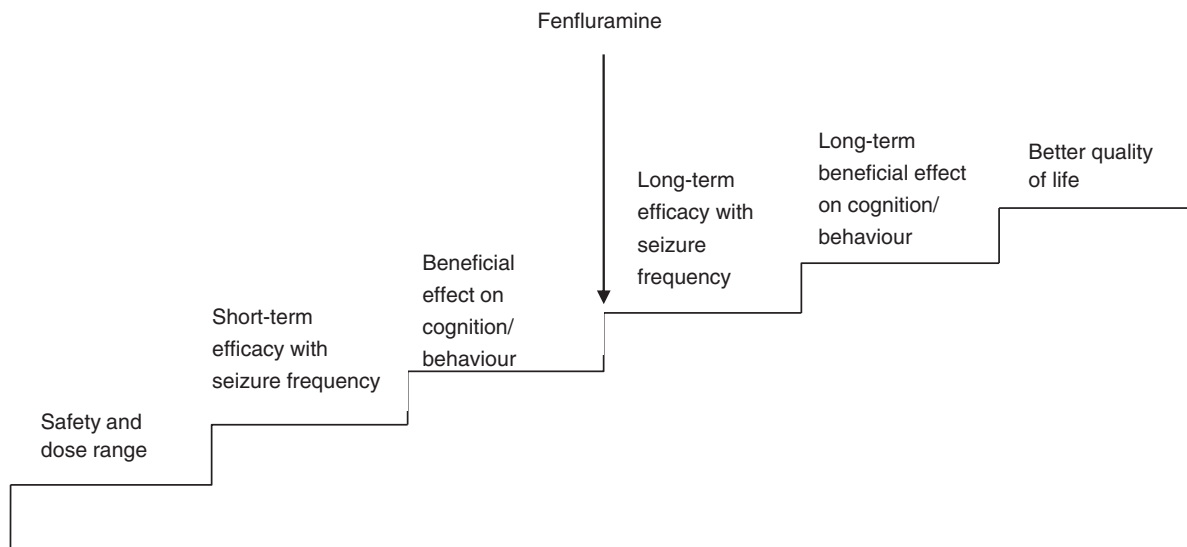 Fenfluramine
Safety and
dose range
Short-term
efficacy with
seizure frequency
Beneficial
effect on
cognition/
behaviour
Long-term
efficacy with
seizure
frequency
Long-term
beneficial effect
on cognition/
behaviour
Better quality
of life